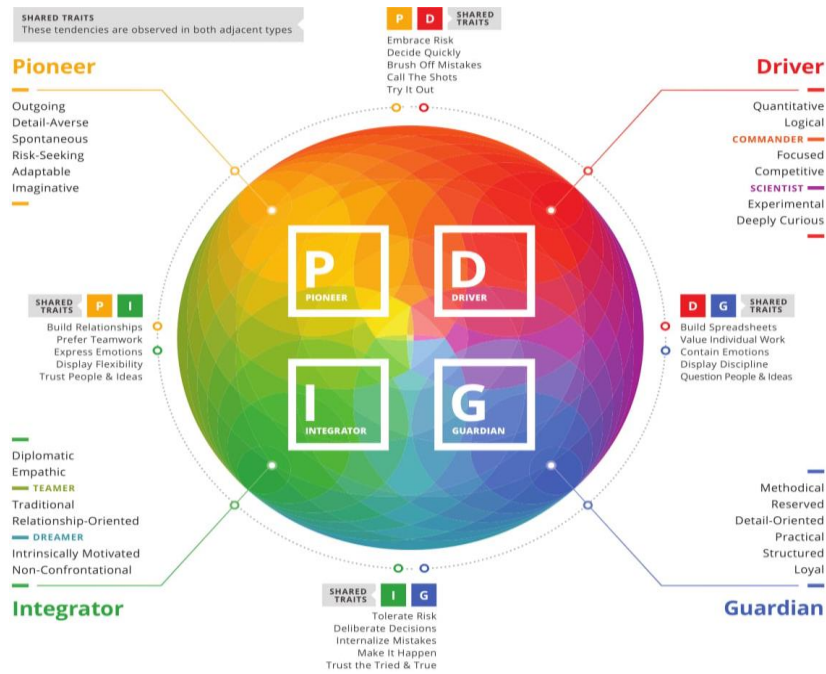 SHARED TRAITS
These tendencies are observed in both adjacent types
P D SHARED TRAITS
Embrace Risk
Decide Quickly
Brush Off Mistakes
Call The Shots
Try It Out
Pioneer
Outgoing
Detail-Averse
Spontaneous
Risk-Seeking
Adaptable
Imaginative
Driver
Quantitative
Logical
COMMANDER
Focused
Competitive
SCIENTIST
Experimental
Deeply Curious
P
PIONEER
D
DRIVER
SHARED TRAITS P I
Build Relationships
Prefer Teamwork
Express Emotions
Display Flexibility
Trust People & Ideas
D G SHARED TRAITS
Build Spreadsheets
Value Individual Work
Contain Emotions
Display Discipline
Question People & Ideas
I
INTEGRATOR
G
GUARDIAN
Diplomatic
Empathic
TEAMER
Traditional
Relationship-Oriented
DREAMER
Intrinsically Motivated
Non-Confrontational
Integrator
Methodical
Reserved
Detail-Oriented
Practical
Structured
Loyal
Guardian
SHARED TRAITS I G
Tolerate Risk
Deliberate Decisions
Internalize Mistakes
Make It Happen
Trust the Tried & True